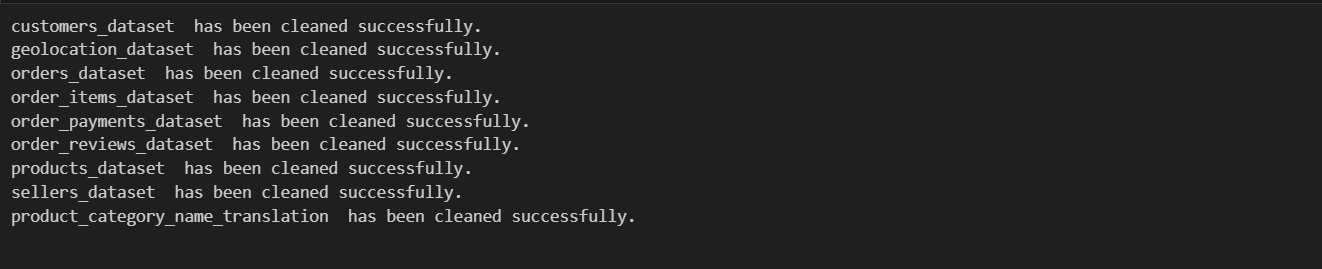 customers_dataset  has been cleaned successfully.
geolocation_dataset  has been cleaned successfully.
orders_dataset  has been cleaned successfully.
order_items_dataset  has been cleaned successfully.
order_payments_dataset  has been cleaned successfully.
order_reviews_dataset  has been cleaned successfully.
products_dataset  has been cleaned successfully.
sellers_dataset  has been cleaned successfully.
product_category_name_translation  has been cleaned successfully.